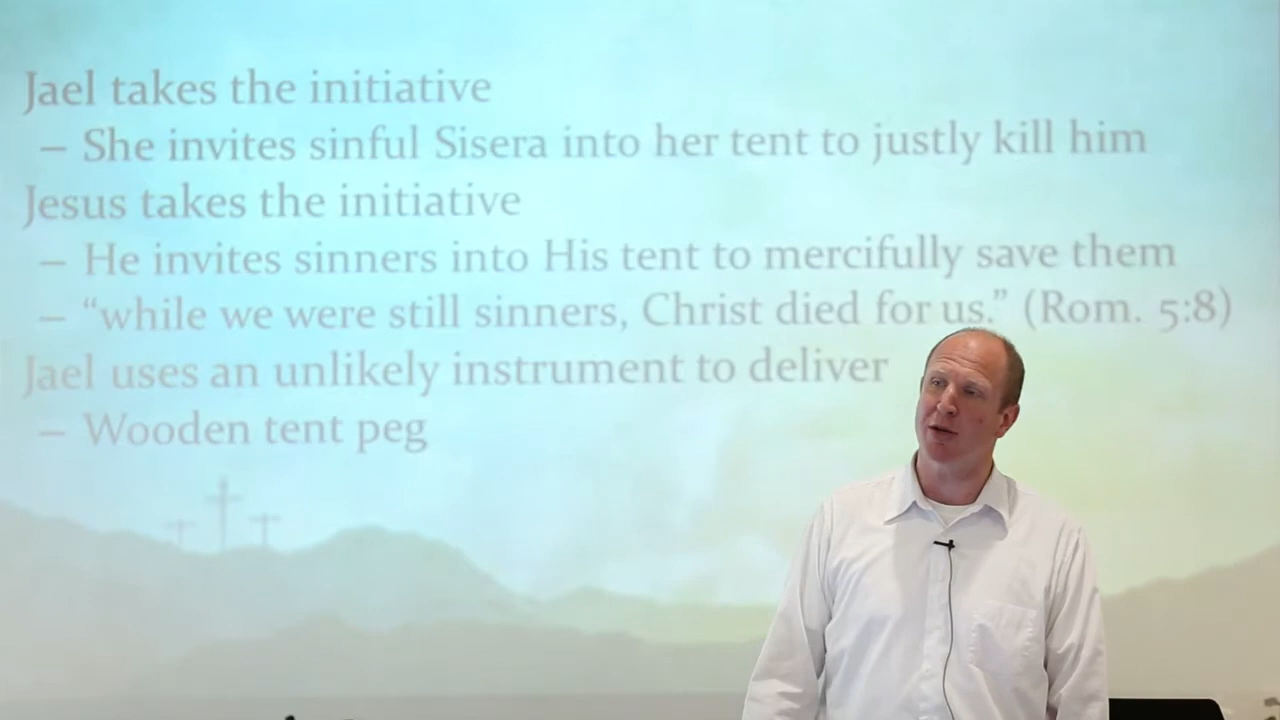 Jael takes the initiative
– She invites sinful Sisera into her tent to justly kill him
Jesus takes the initiative
– He invites sinners into His tent to mercifully save them
– “while we were still sinners, Christ died for us.” (Rom. 5:8)
Jael uses an unlikely instrument to deliver
– Wooden tent peg